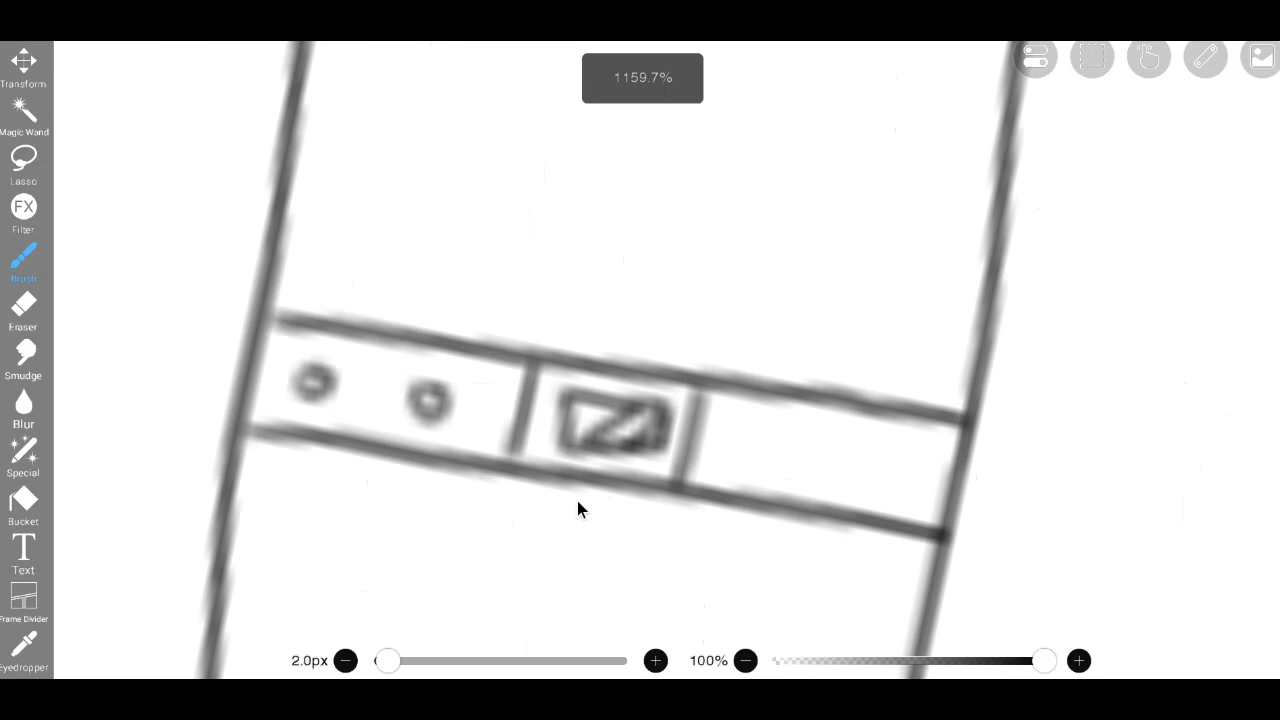 1159.7%
Transform
Magic Wand
Lasso
FX
Filter
Brush
Eraser
Smudge
Blur
Special
Bucket
T
Text
Frame Divider
Eyedropper
2.0px
100%